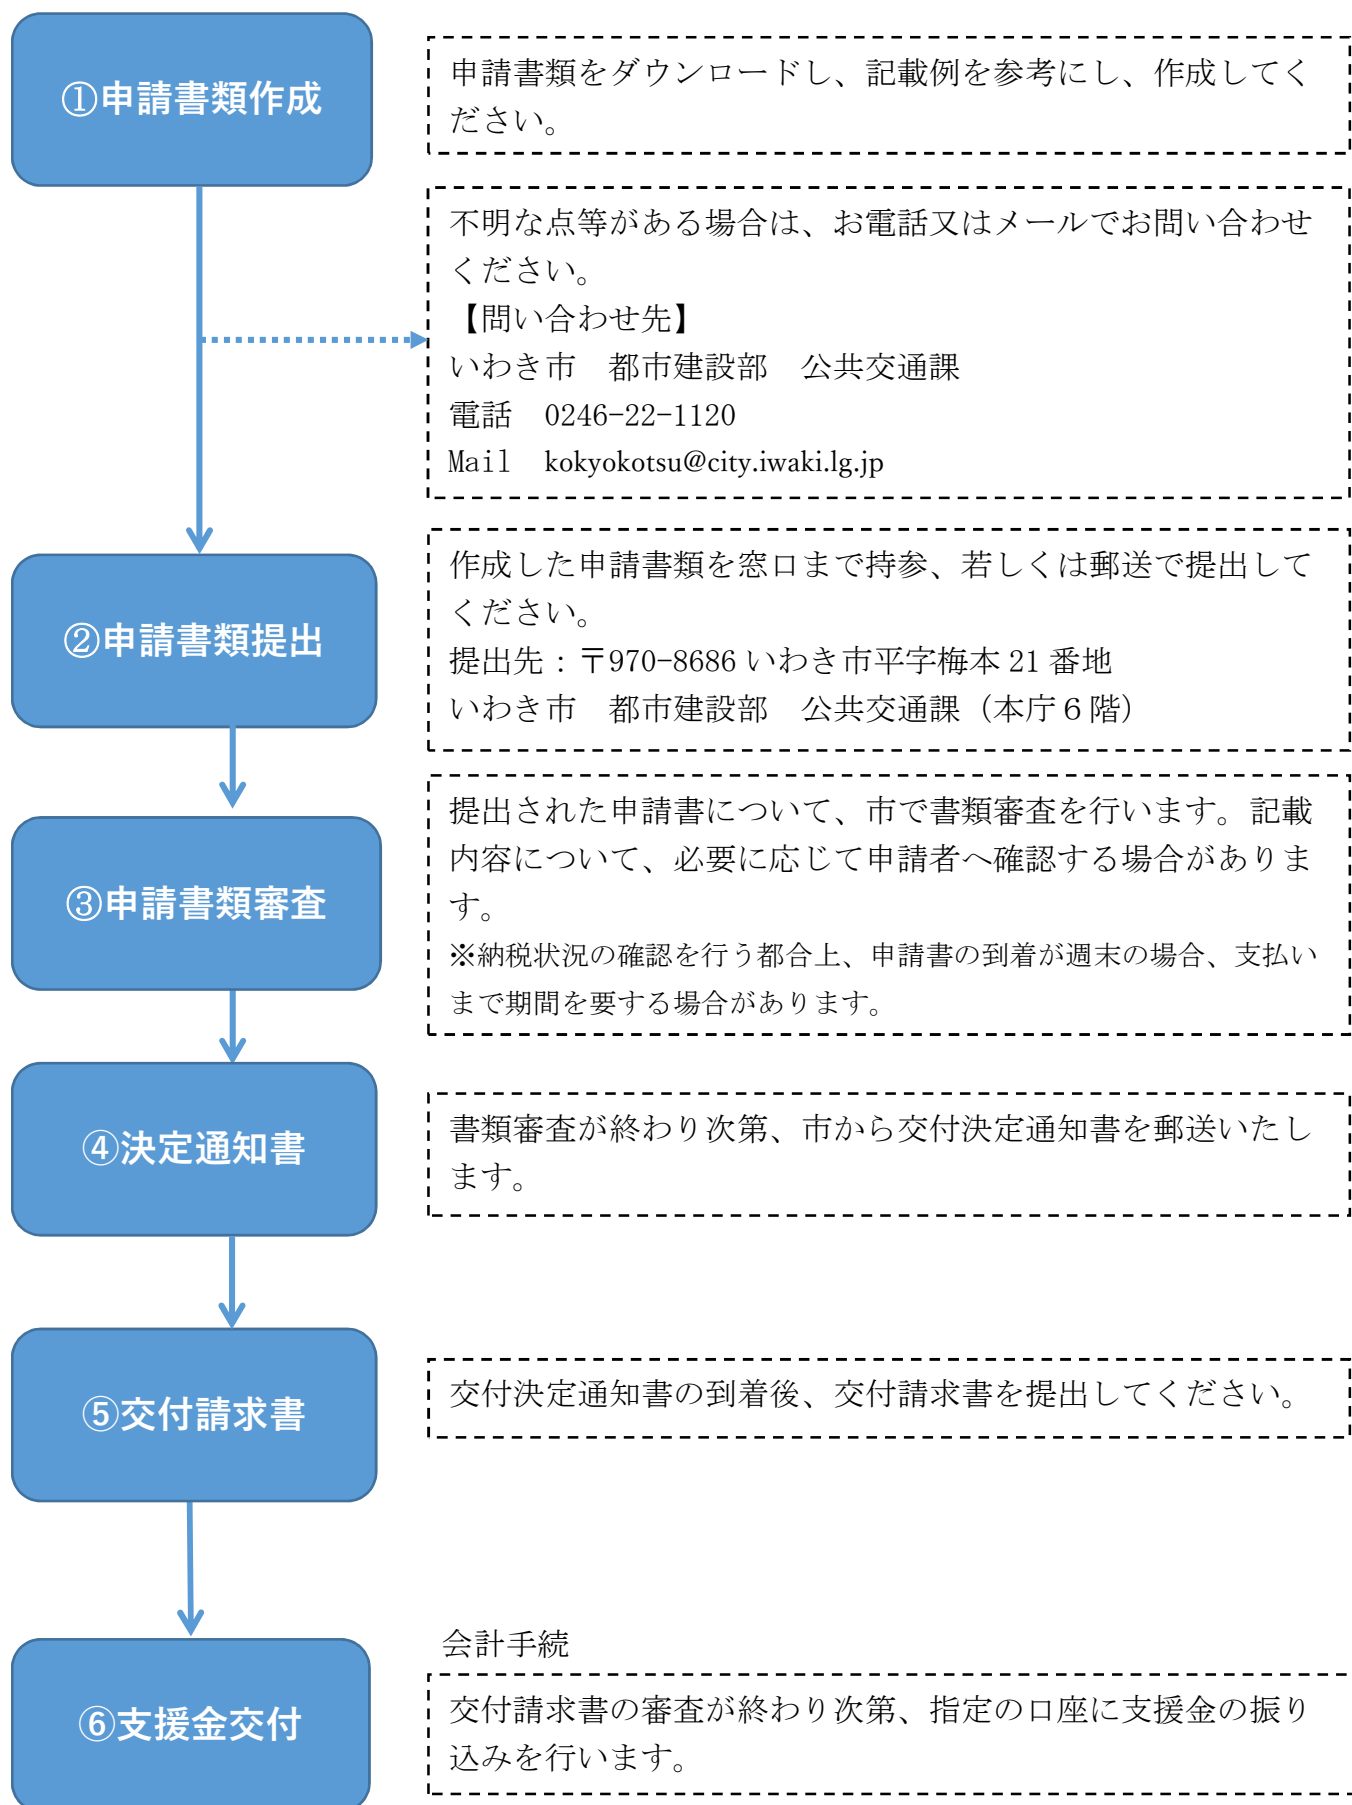 ①申請書類作成
申請書類をダウンロードし、記載例を参考にし、作成してく
ださい。
不明な点等がある場合は、お電話又はメールでお問い合わせ
ください。
【問い合わせ先】
いわき市　都市建設部　公共交通課
電話　0246-22-1120
Mail　kokyokotsu@city.iwaki.lg.jp
②申請書類提出
作成した申請書類を窓口まで持参、若しくは郵送で提出して
ください。
提出先：〒970-8686 いわき市平字梅本 21 番地
いわき市　都市建設部　公共交通課（本庁６階）
③申請書類審査
提出された申請書について、市で書類審査を行います。記載
内容について、必要に応じて申請者へ確認する場合がありま
す。
※納税状況の確認を行う都合上、申請書の到着が週末の場合、支払い
まで期間を要する場合があります。
④決定通知書
書類審査が終わり次第、市から交付決定通知書を郵送いたし
ます。
⑤交付請求書
交付決定通知書の到着後、交付請求書を提出してください。
⑥支援金交付
会計手続
交付請求書の審査が終わり次第、指定の口座に支援金の振り
込みを行います。